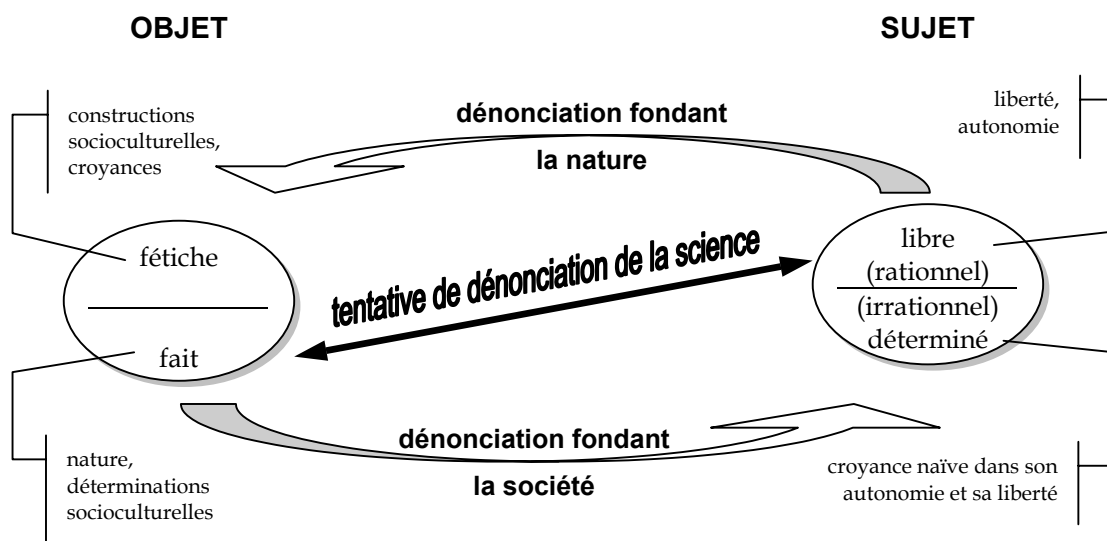 OBJET
SUJET
constructions
socioculturelles,
croyances
dénonciation fondant
la nature
liberté,
autonomie
fétiche
fait
tentative de dénonciation de la science
libre
(rationnel)
(irrationnel)
déterminé
nature,
déterminations
socioculturelles
dénonciation fondant
la société
croyance naïve dans son
autonomie et sa liberté